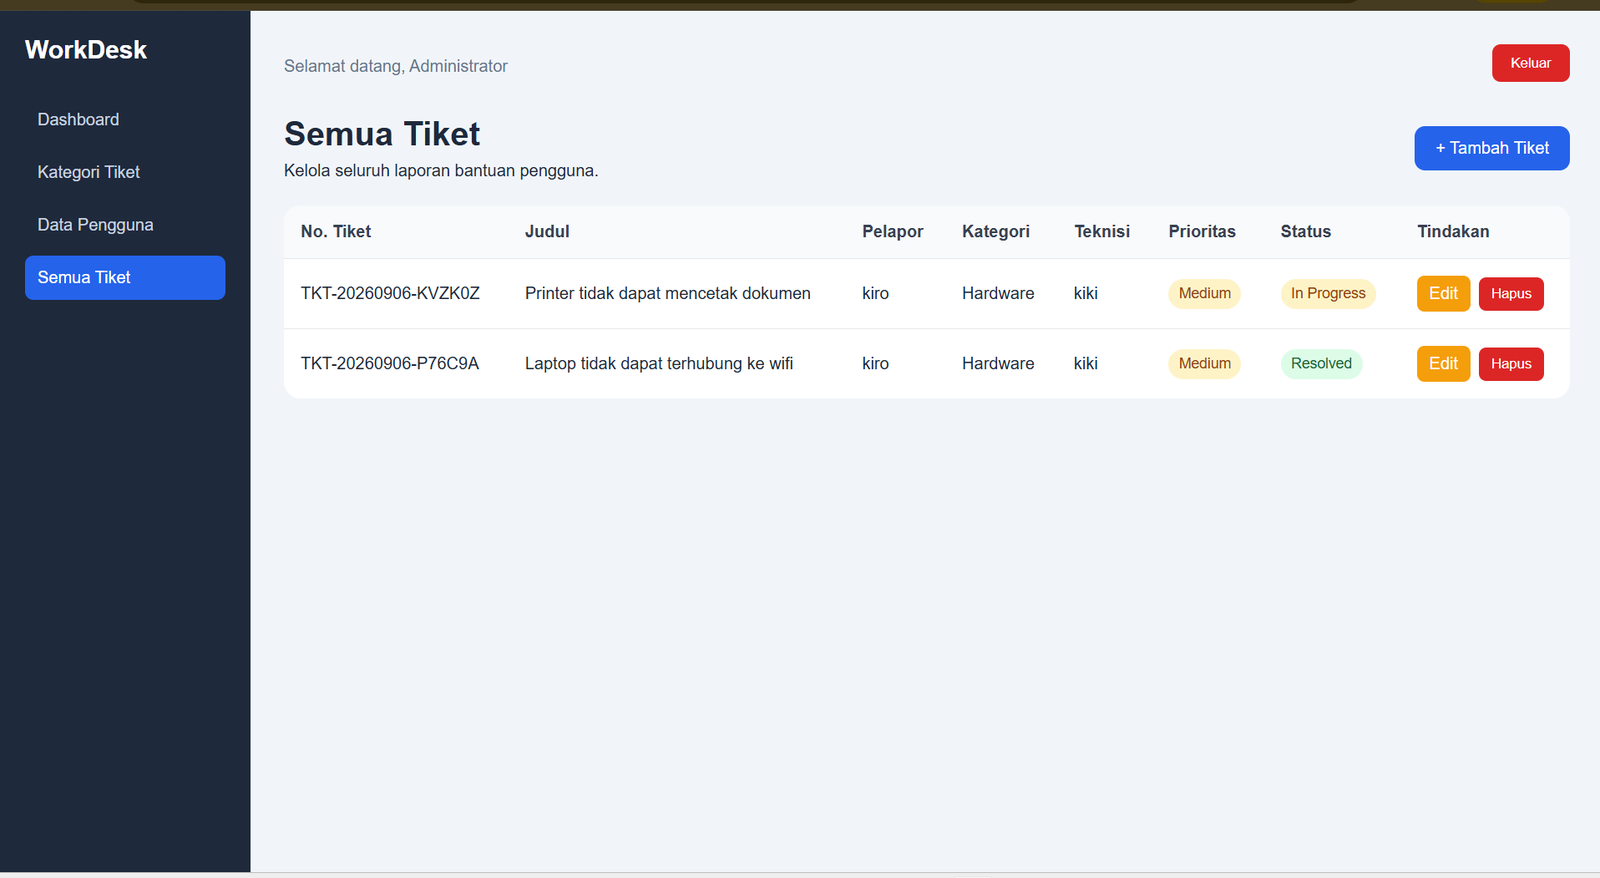 WorkDesk
Dashboard
Kategori Tiket
Data Pengguna
Semua Tiket
Selamat datang, Administrator
Keluar
Semua Tiket
Kelola seluruh laporan bantuan pengguna.
+ Tambah Tiket
No. Tiket Judul Pelapor Kategori Teknisi Prioritas Status Tindakan
TKT-20260906-KVZK0Z Printer tidak dapat mencetak dokumen kiro Hardware kiki Medium In Progress Edit Hapus
TKT-20260906-P76C9A Laptop tidak dapat terhubung ke wifi kiro Hardware kiki Medium Resolved Edit Hapus